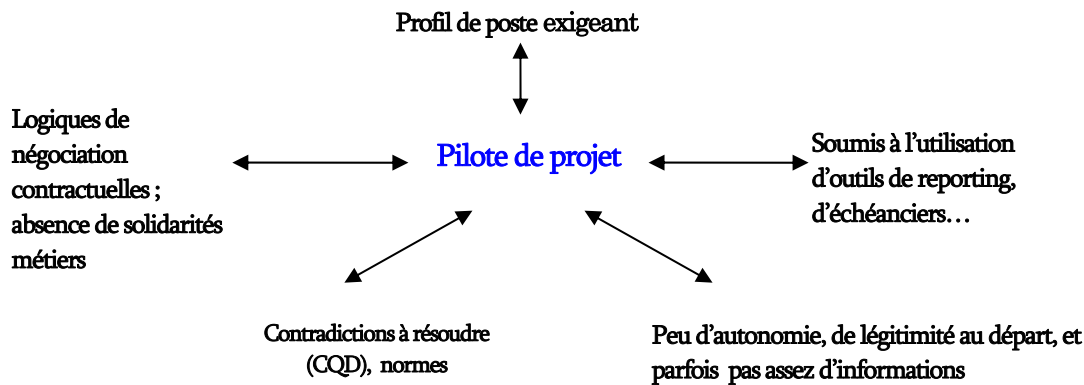 Profil de poste exigeant
Logiques de
négociation
contractuelles ;
absence de solidarités
métiers
Pilote de projet
Soumis à l'utilisation
d'outils de reporting,
d'échéanciers…
Contradictions à résoudre
(CQD), normes
Peu d'autonomie, de légitimité au départ, et
parfois pas assez d'informations